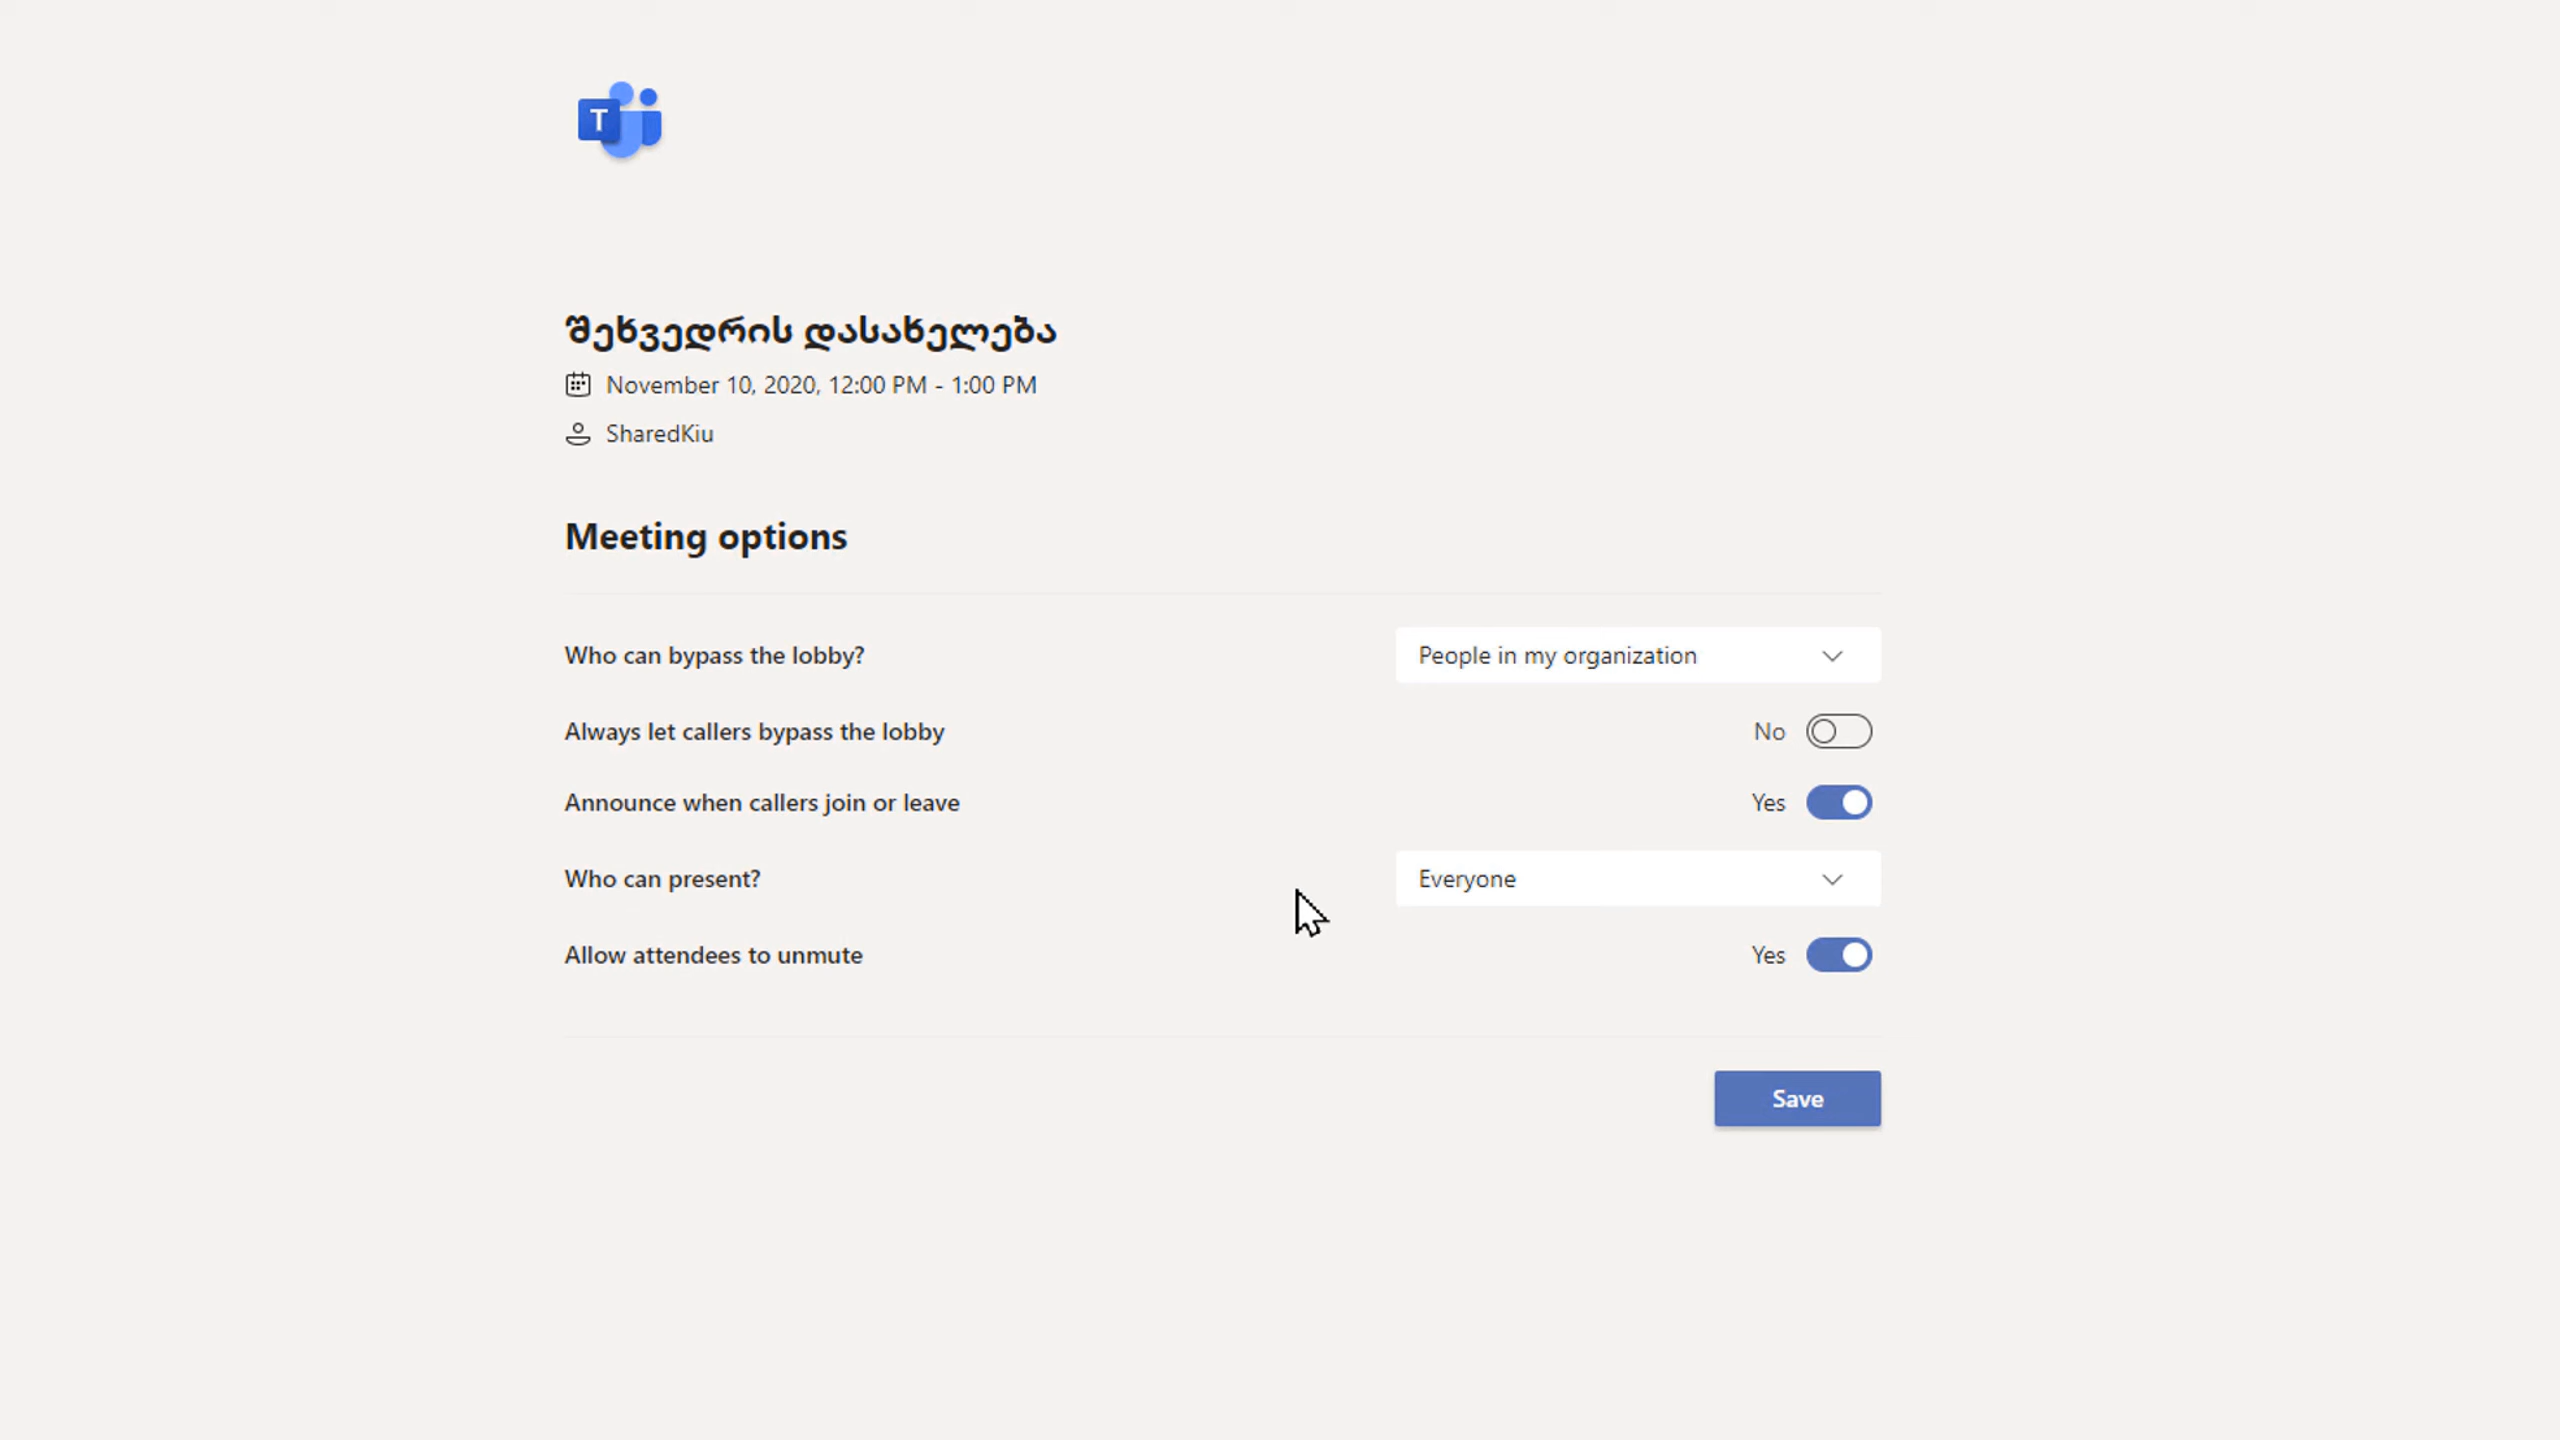 T
შეხვედრის დასახელება
November 10, 2020, 12:00 PM - 1:00 PM
SharedKiu
Meeting options
Who can bypass the lobby? People in my organization
Always let callers bypass the lobby No
Announce when callers join or leave Yes
Who can present? Everyone
Allow attendees to unmute Yes
Save